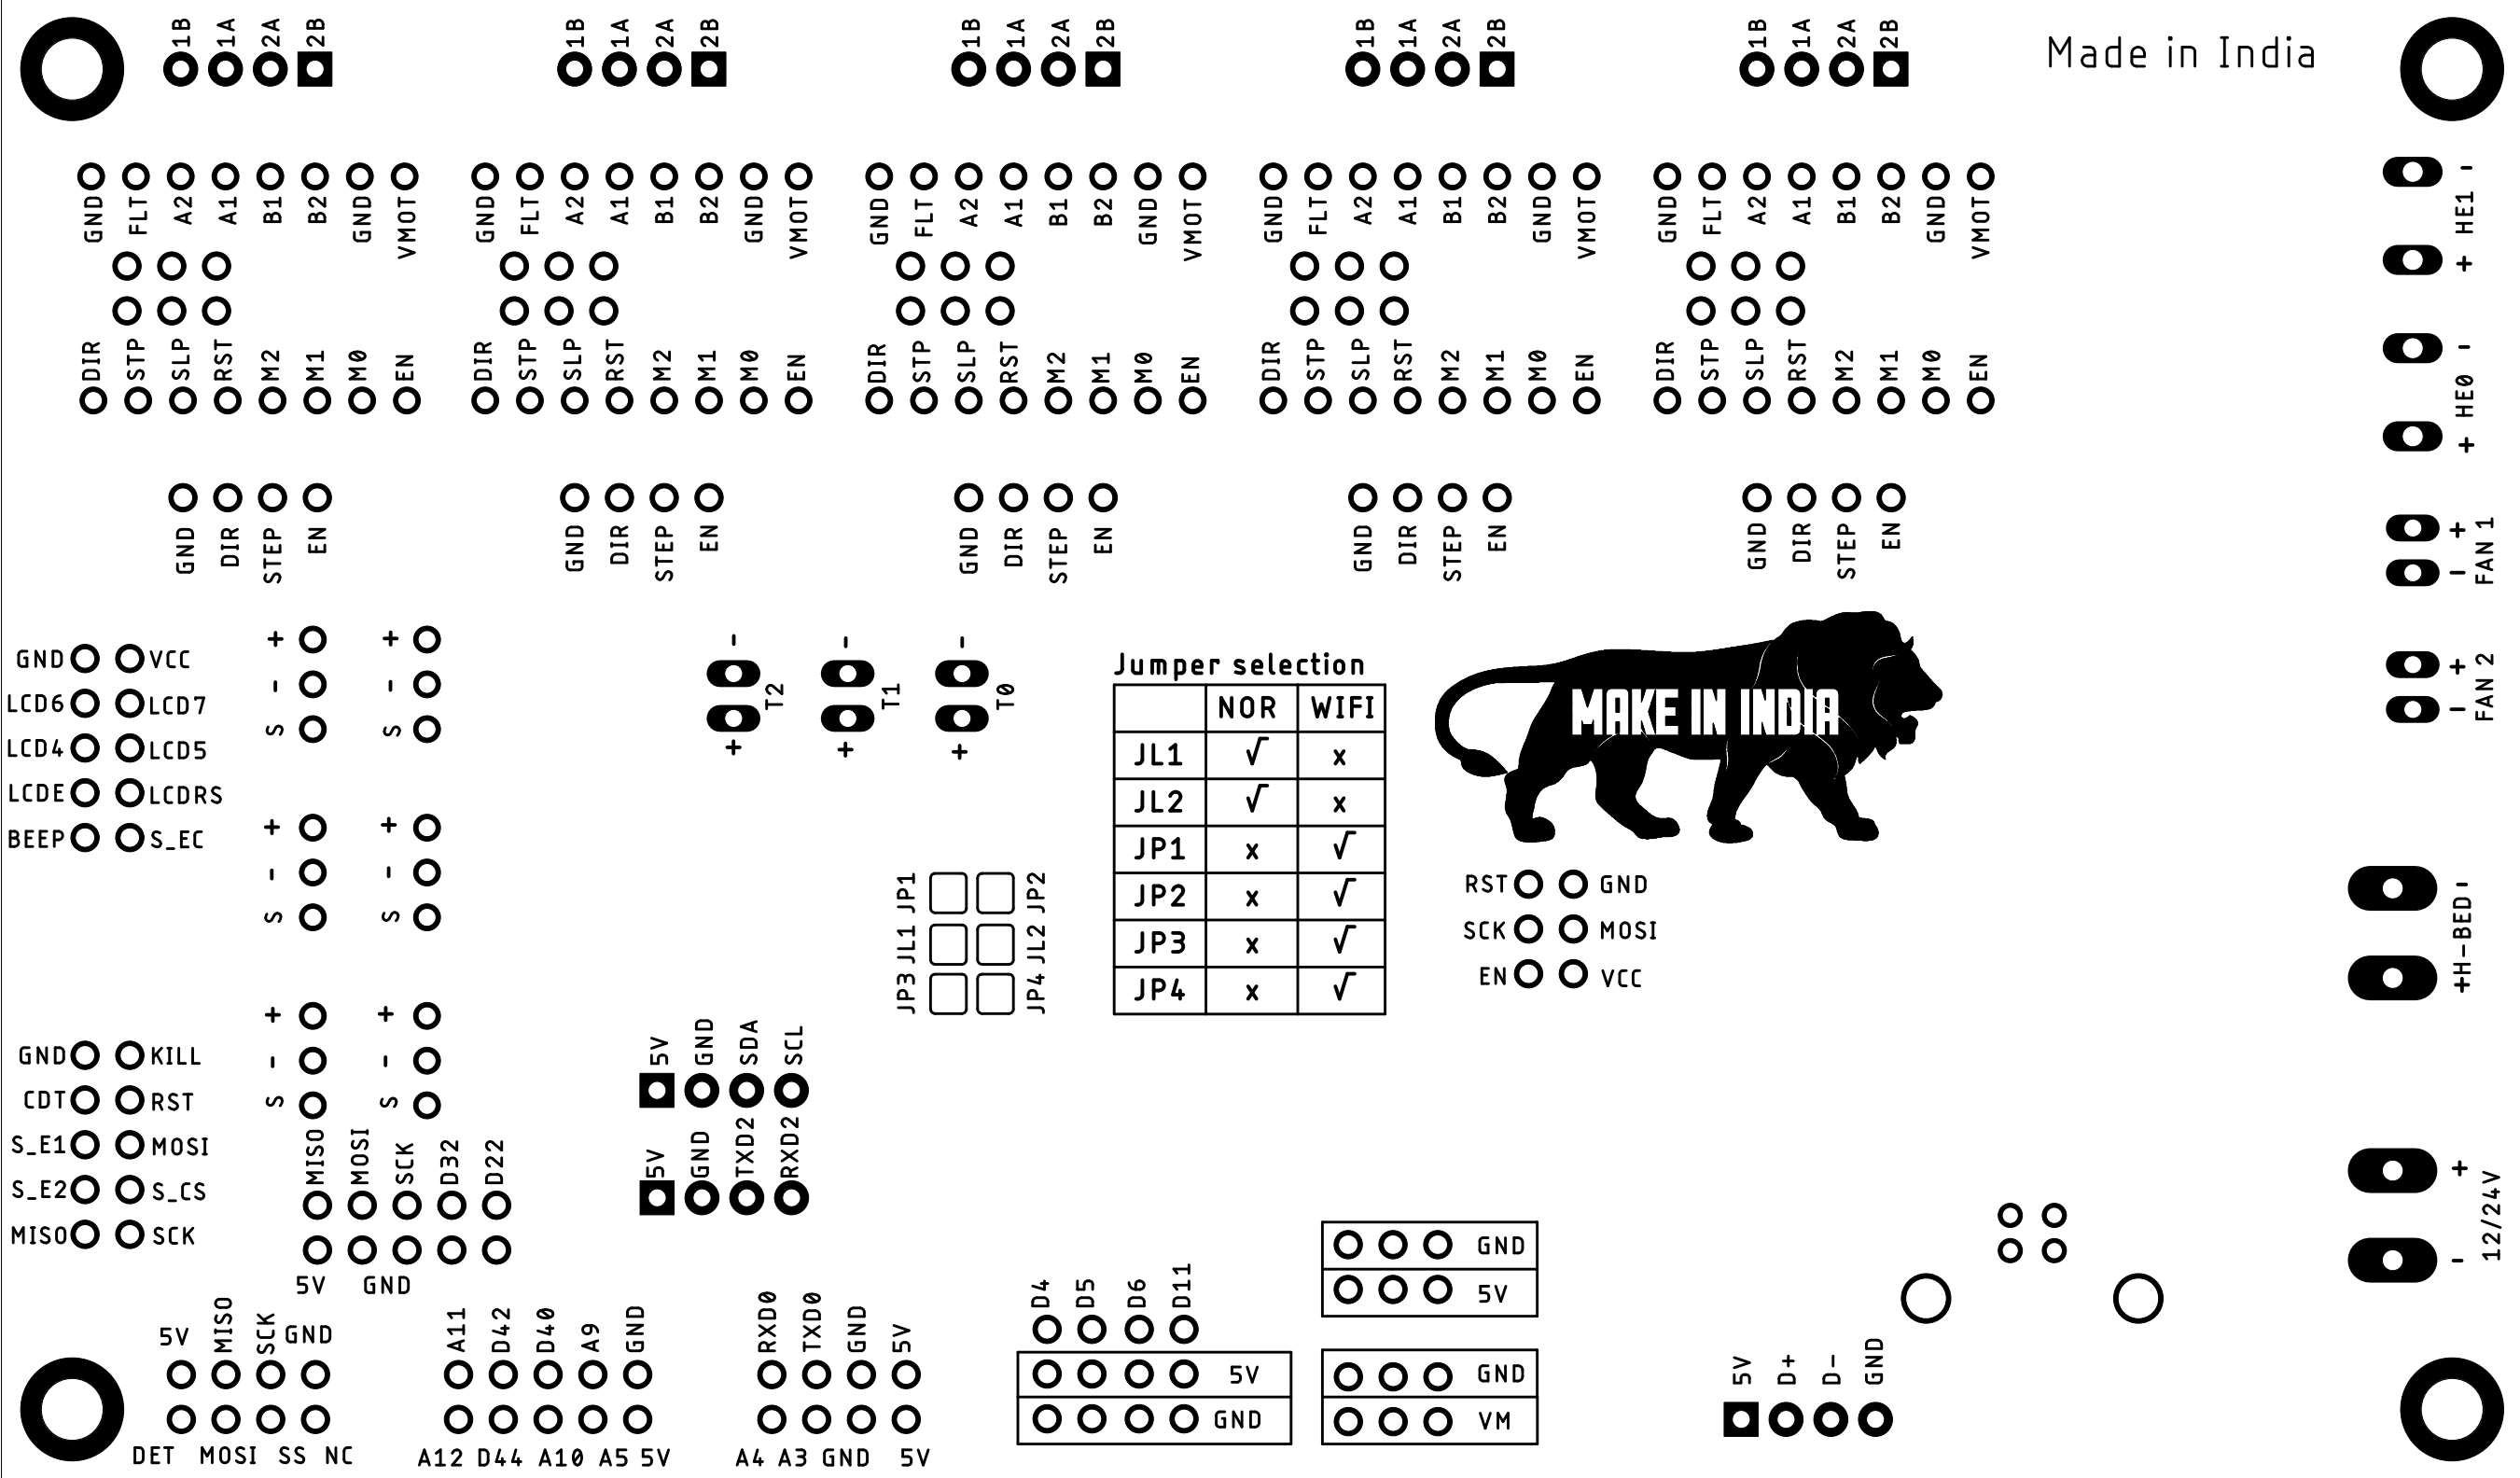 1B 1A 2A 2B
1B 1A 2A 2B
1B 1A 2A 2B
1B 1A 2A 2B
1B 1A 2A 2B
Made in India
GND FLT A2 A1 B1 B2 GND VMOT
GND FLT A2 A1 B1 B2 GND VMOT
GND FLT A2 A1 B1 B2 GND VMOT
GND FLT A2 A1 B1 B2 GND VMOT
GND FLT A2 A1 B1 B2 GND VMOT
DIR STP SLP RST M2 M1 M0 EN
DIR STP SLP RST M2 M1 M0 EN
DIR STP SLP RST M2 M1 M0 EN
DIR STP SLP RST M2 M1 M0 EN
DIR STP SLP RST M2 M1 M0 EN
GND DIR STEP EN
GND DIR STEP EN
GND DIR STEP EN
GND DIR STEP EN
GND DIR STEP EN
+ HE1 -
+ HE0 -
+ -
FAN 1
+ -
FAN 2
+H-BED-
+ -
12/24V
GND VCC
LCD6 LCD7
LCD4 LCD5
LCDE LCDRS
BEEP S_EC
+ +
- -
S S
+ +
- -
S S
+ +
- -
S S
- - -
T2 T1 T0
+ + +
Jumper selection
NOR WIFI
JL1 √ x
JL2 √ x
JP1 x √
JP2 x √
JP3 x √
JP4 x √
MAKE IN INDIA
JP1 JP2
JL1 JL2
JP3 JP4
RST GND
SCK MOSI
EN VCC
GND KILL
CDT RST
S_E1 MOSI
S_E2 S_CS
MISO SCK
5V GND SDA SCL
5V GND TXD2 RXD2
MISO MOSI SCK D32 D22
5V GND
5V MISO SCK GND
DET MOSI SS NC
A11 D42 D40 A9 GND
A12 D44 A10 A5 5V
RXD0 TXD0 GND 5V
A4 A3 GND 5V
D4 D5 D6 D11
5V
GND
GND
5V
GND
VM
5V D+ D- GND